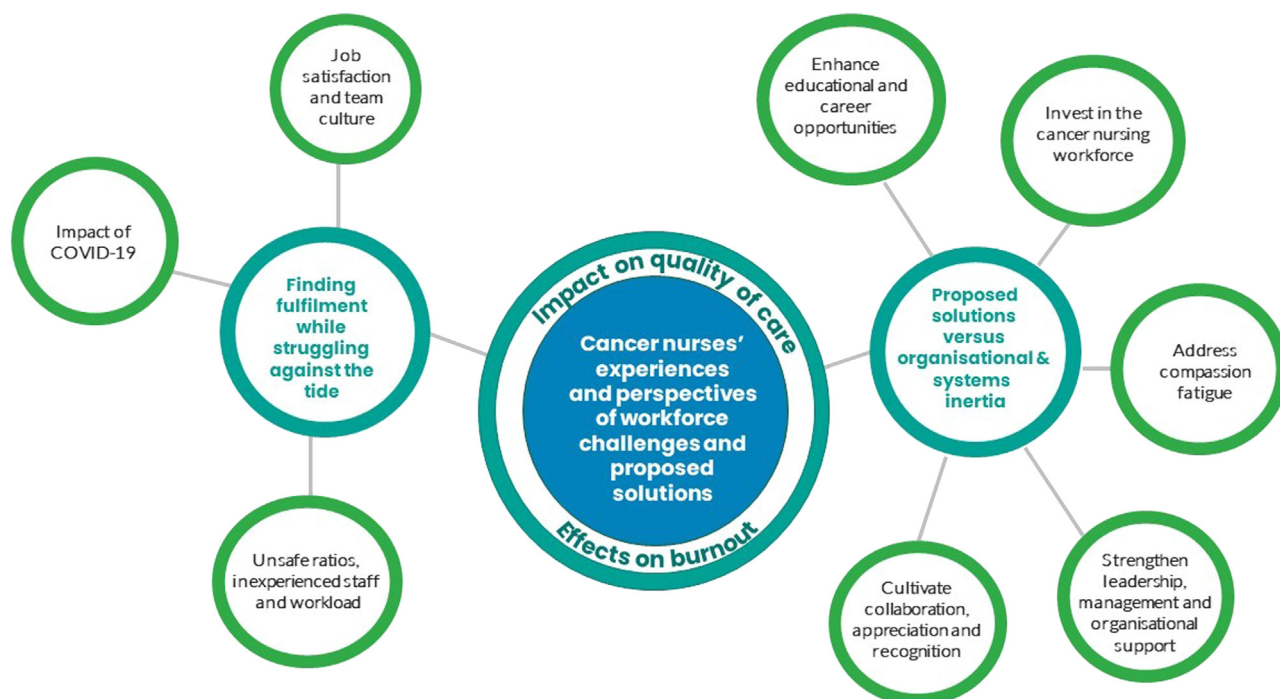 Job
satisfaction
and team
culture
Impact of
COVID-19
Finding
fulfilment
while
struggling
against the
tide
Unsafe ratios,
inexperienced staff
and workload
Impact on quality of care
Cancer nurses’
experiences
and perspectives
of workforce
challenges and
proposed
solutions
Effects on burnout
Enhance
educational and
career
opportunities
Invest in the
cancer nursing
workforce
Proposed
solutions
versus
organisational &
systems
inertia
Address
compassion
fatigue
Cultivate
collaboration,
appreciation and
recognition
Strengthen
leadership,
management and
organisational
support